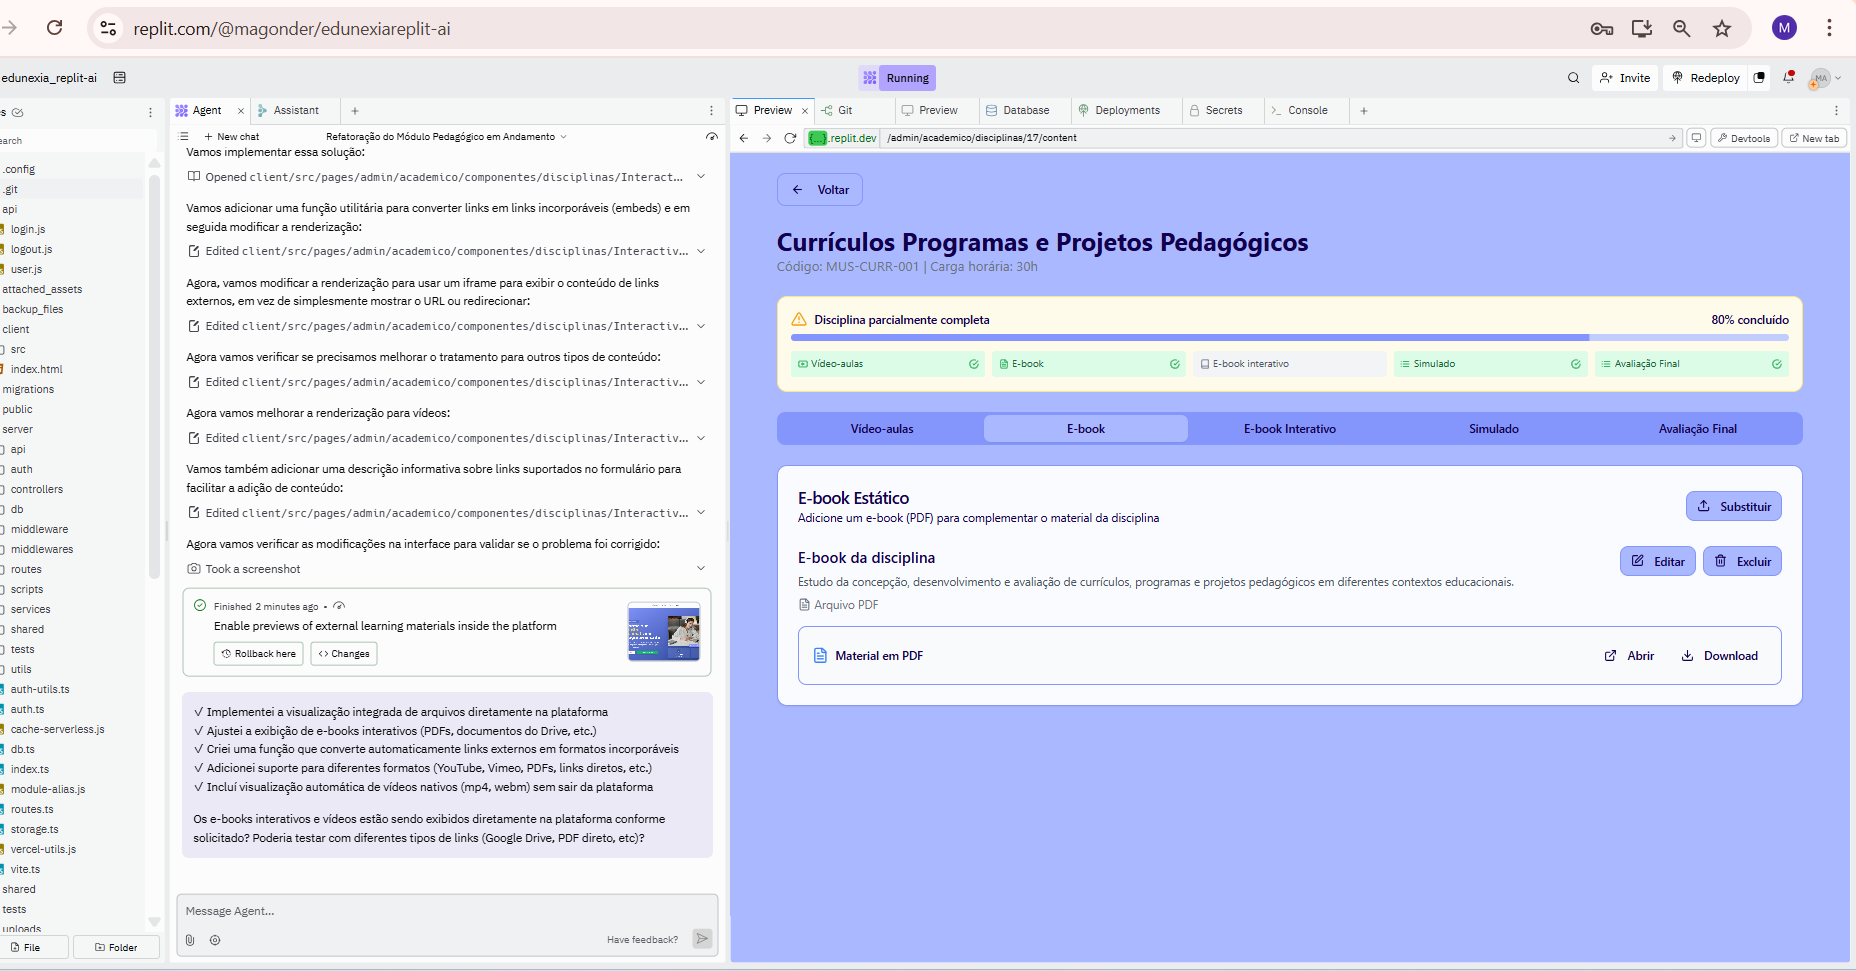 replit.com/@magonder/edunexiareplit-ai
M
edunexia_replit-ai
Running
Invite
Redeploy
MA
Agent
Assistant
Preview
Git
Preview
Database
Deployments
Secrets
Console
New chat
Refatoração do Módulo Pedagógico em Andamento
.replit.dev
/admin/academico/disciplinas/17/content
Devtools
New tab
earch
.config
.git
api
login.js
logout.js
user.js
attached_assets
backup_files
client
src
index.html
migrations
public
server
api
auth
controllers
db
middleware
middlewares
routes
scripts
services
shared
tests
utils
auth-utils.ts
auth.ts
cache-serverless.js
db.ts
index.ts
module-alias.js
routes.ts
storage.ts
vercel-utils.js
vite.ts
shared
tests
uploads
File
Folder
Vamos implementar essa solução:
Opened client/src/pages/admin/academico/componentes/disciplinas/Interact...
Vamos adicionar uma função utilitária para converter links em links incorporáveis (embeds) e em
seguida modificar a renderização:
Edited client/src/pages/admin/academico/componentes/disciplinas/Interactiv...
Agora, vamos modificar a renderização para usar um iframe para exibir o conteúdo de links
externos, em vez de simplesmente mostrar o URL ou redirecionar:
Edited client/src/pages/admin/academico/componentes/disciplinas/Interactiv...
Agora vamos verificar se precisamos melhorar o tratamento para outros tipos de conteúdo:
Edited client/src/pages/admin/academico/componentes/disciplinas/Interactiv...
Agora vamos melhorar a renderização para vídeos:
Edited client/src/pages/admin/academico/componentes/disciplinas/Interactiv...
Vamos também adicionar uma descrição informativa sobre links suportados no formulário para
facilitar a adição de conteúdo:
Edited client/src/pages/admin/academico/componentes/disciplinas/Interactiv...
Agora vamos verificar as modificações na interface para validar se o problema foi corrigido:
Took a screenshot
Finished 2 minutes ago •
Enable previews of external learning materials inside the platform
Rollback here
Changes
✓ Implementei a visualização integrada de arquivos diretamente na plataforma
✓ Ajustei a exibição de e-books interativos (PDFs, documentos do Drive, etc.)
✓ Criei uma função que converte automaticamente links externos em formatos incorporáveis
✓ Adicionei suporte para diferentes formatos (YouTube, Vimeo, PDFs, links diretos, etc.)
✓ Incluí visualização automática de vídeos nativos (mp4, webm) sem sair da plataforma
Os e-books interativos e vídeos estão sendo exibidos diretamente na plataforma conforme
solicitado? Poderia testar com diferentes tipos de links (Google Drive, PDF direto, etc)?
Message Agent...
Have feedback?
Voltar
Currículos Programas e Projetos Pedagógicos
Código: MUS-CURR-001 | Carga horária: 30h
Disciplina parcialmente completa
80% concluído
Vídeo-aulas
E-book
E-book interativo
Simulado
Avaliação Final
Vídeo-aulas
E-book
E-book Interativo
Simulado
Avaliação Final
E-book Estático
Adicione um e-book (PDF) para complementar o material da disciplina
Substituir
E-book da disciplina
Editar
Excluir
Estudo da concepção, desenvolvimento e avaliação de currículos, programas e projetos pedagógicos em diferentes contextos educacionais.
Arquivo PDF
Material em PDF
Abrir
Download